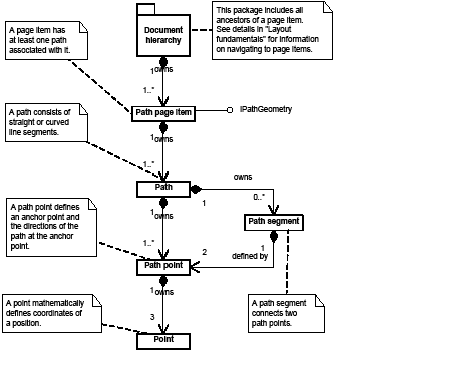 A page item has
at least one path
associated with it.
Document
hierarchy
This package includes all
ancestors of a page item.
See details in "Layout
fundamentals" for information
on navigating to page items.
1
owns
1..*
Path page item
IPathGeometry
A path consists of
straight or curved
line segments.
1
owns
1..*
Path
1
owns
0..*
Path segment
A path point defines
an anchor point and
the directions of the
path at the anchor
point.
1
owns
1..*
1
defined by
2
Path point
A point mathematically
defines coordinates of
a position.
1
owns
3
Point
A path segment
connects two
path points.